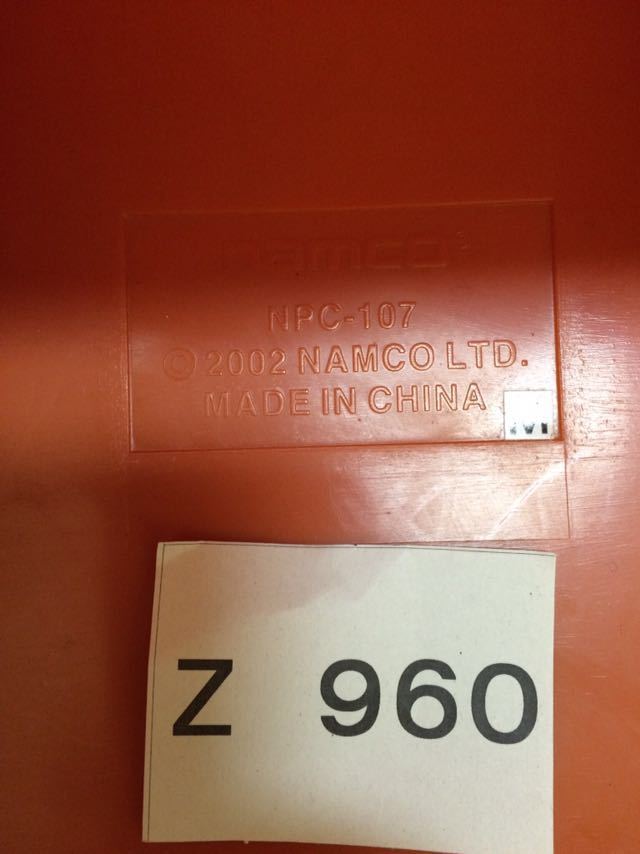 namco
NPC-107
© 2002 NAMCO LTD.
MADE IN CHINA
Z 960